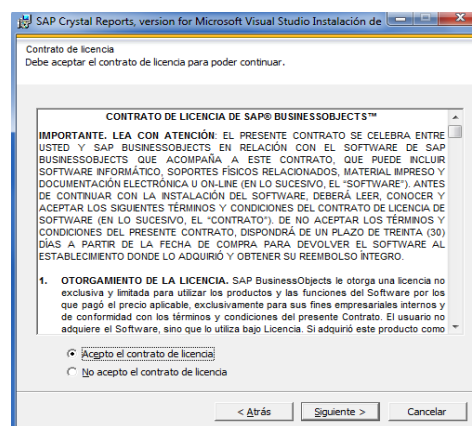 SAP Crystal Reports, version for Microsoft Visual Studio Instalación de
Contrato de licencia
Debe aceptar el contrato de licencia para poder continuar.
CONTRATO DE LICENCIA DE SAP® BUSINESSOBJECTS™
IMPORTANTE. LEA CON ATENCIÓN: EL PRESENTE CONTRATO SE CELEBRA ENTRE
USTED Y SAP BUSINESSOBJECTS EN RELACIÓN CON EL SOFTWARE DE SAP
BUSINESSOBJECTS QUE ACOMPAÑA A ESTE CONTRATO, QUE PUEDE INCLUIR
SOFTWARE INFORMÁTICO, SOPORTES FÍSICOS RELACIONADOS, MATERIAL IMPRESO Y
DOCUMENTACIÓN ELECTRÓNICA U ON-LINE (EN LO SUCESIVO, EL "SOFTWARE"). ANTES
DE CONTINUAR CON LA INSTALACIÓN DEL SOFTWARE, DEBERÁ LEER, CONOCER Y
ACEPTAR LOS SIGUIENTES TÉRMINOS Y CONDICIONES DEL CONTRATO DE LICENCIA DE
SOFTWARE (EN LO SUCESIVO, EL "CONTRATO"). DE NO ACEPTAR LOS TÉRMINOS Y
CONDICIONES DEL PRESENTE CONTRATO, DISPONDRÁ DE UN PLAZO DE TREINTA (30)
DÍAS A PARTIR DE LA FECHA DE COMPRA PARA DEVOLVER EL SOFTWARE AL
ESTABLECIMIENTO DONDE LO ADQUIRIÓ Y OBTENER SU REEMBOLSO ÍNTEGRO.
1. OTORGAMIENTO DE LA LICENCIA. SAP BusinessObjects le otorga una licencia no
exclusiva y limitada para utilizar los productos y las funciones del Software por los
que pagó el precio aplicable, exclusivamente para sus fines empresariales internos y
de conformidad con los términos y condiciones del presente Contrato. El usuario no
adquiere el Software, sino que lo utiliza bajo Licencia. Si adquirió este producto como
Acepto el contrato de licencia
No acepto el contrato de licencia
< Atrás
Siguiente >
Cancelar